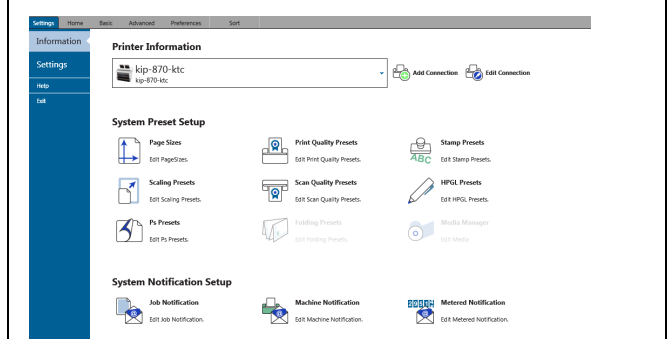 Settings Home Basic Advanced Preferences Sort
Information
Settings
Help
Exit
Printer Information
kip-870-ktc
kip-870-ktc
Add Connection Edit Connection
System Preset Setup
Page Sizes Print Quality Presets Stamp Presets
Edit PageSizes. Edit Print Quality Presets. ABC Edit Stamp Presets.
Scaling Presets Scan Quality Presets HPGL Presets
Edit Scaling Presets. Edit Scan Quality Presets. Edit HPGL Presets.
Ps Presets Folding Presets Media Manager
Edit Ps Presets. Edit Folding Presets. Edit Media
System Notification Setup
Job Notification Machine Notification Metered Notification
Edit Job Notification. Edit Machine Notification. Edit Metered Notification.